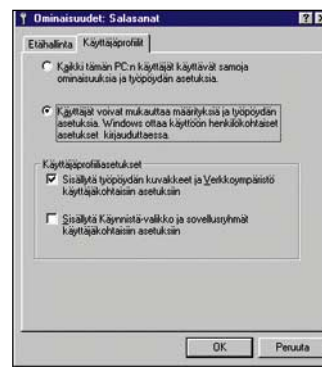 Ominaisuudet: Salasanat
Etähallinta Käyttäjäprofiilit
Kaikki tämän PC:n käyttäjät käyttävät samoja
ominaisuuksia ja työpöydän asetuksia.
Käyttäjät voivat mukauttaa määrityksiä ja työpöydän
asetuksia. Windows ottaa käyttöön henkilökohtaiset
asetukset kirjauduttaessa.
Käyttäjäprofiiliasetukset
Sisällytä työpöydän kuvakkeet ja Verkkoympäristö
käyttäjäkohtaisiin asetuksiin
Sisällytä Käynnistä-valikko ja sovellusryhmät
käyttäjäkohtaisiin asetuksiin
OK Peruuta